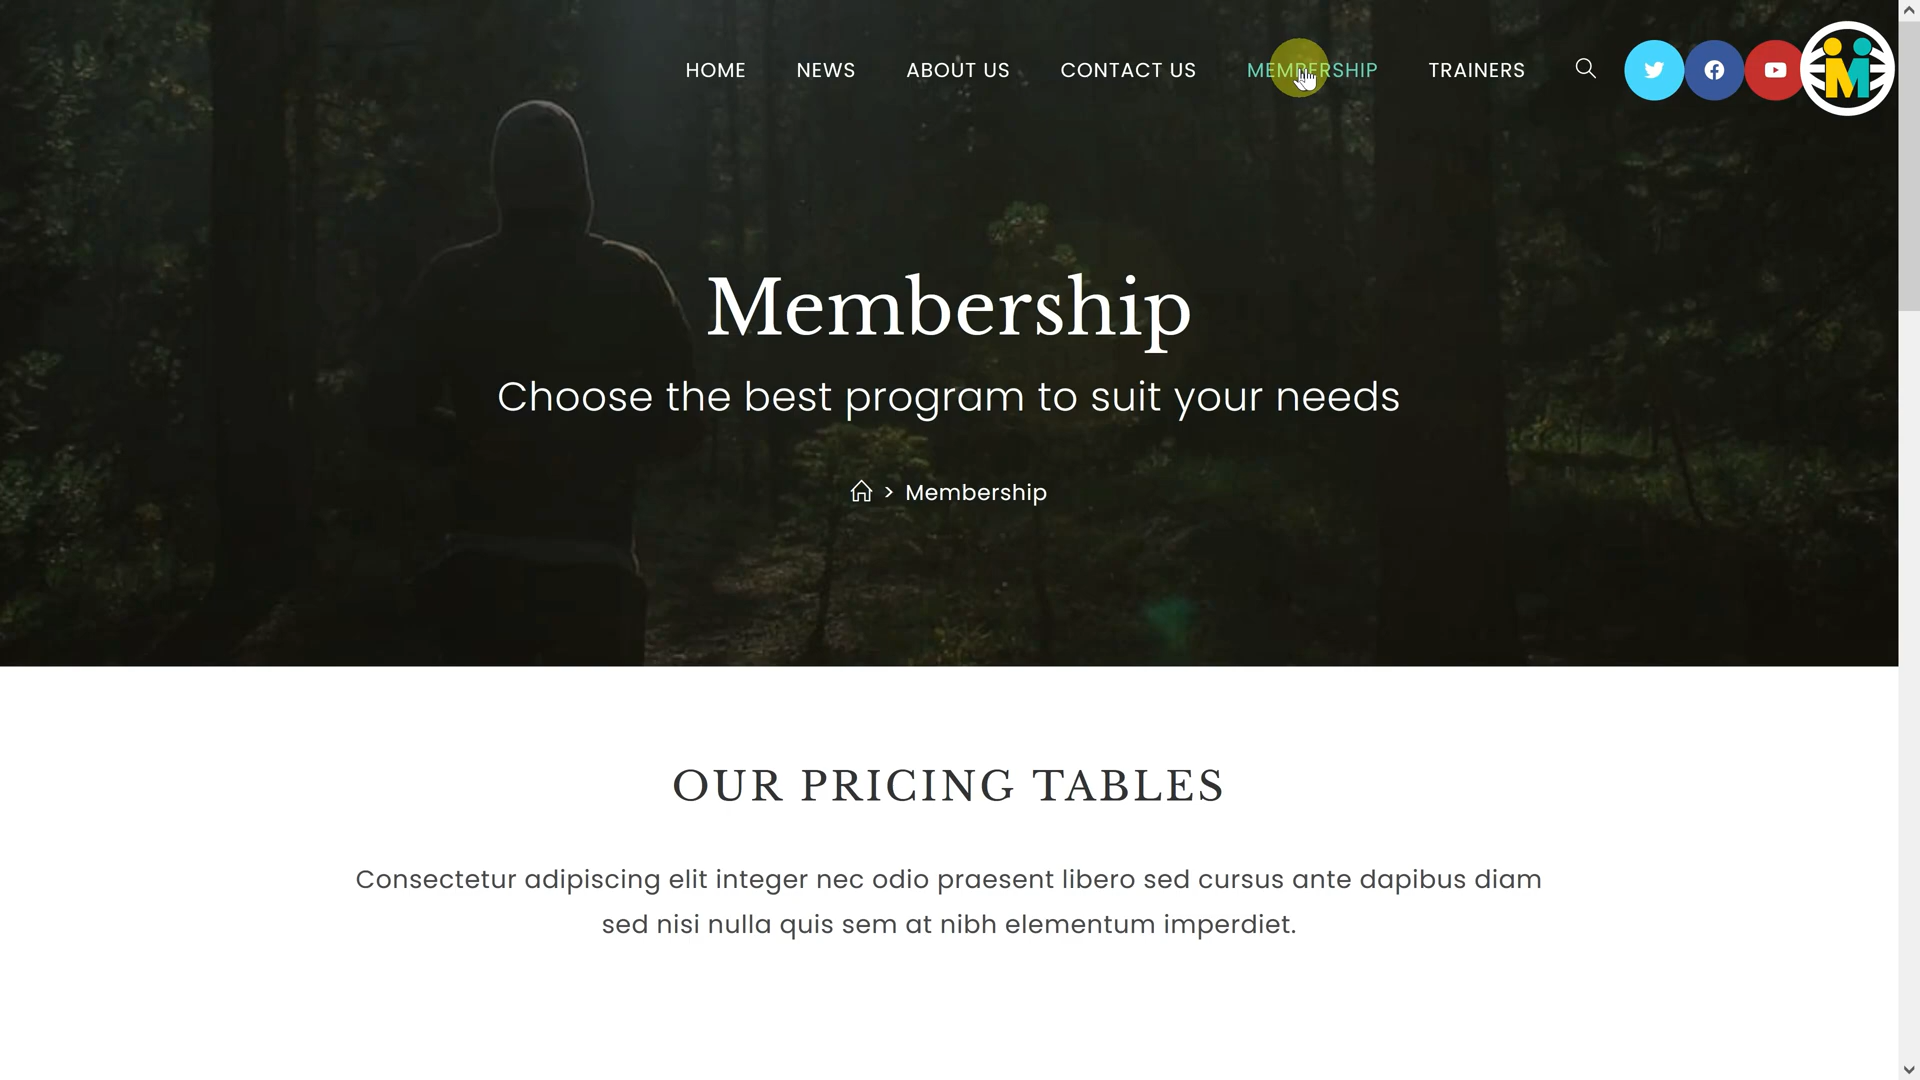 HOME NEWS ABOUT US CONTACT US MEMBERSHIP TRAINERS
M
Membership
Choose the best program to suit your needs
> Membership
OUR PRICING TABLES
Consectetur adipiscing elit integer nec odio praesent libero sed cursus ante dapibus diam
sed nisi nulla quis sem at nibh elementum imperdiet.